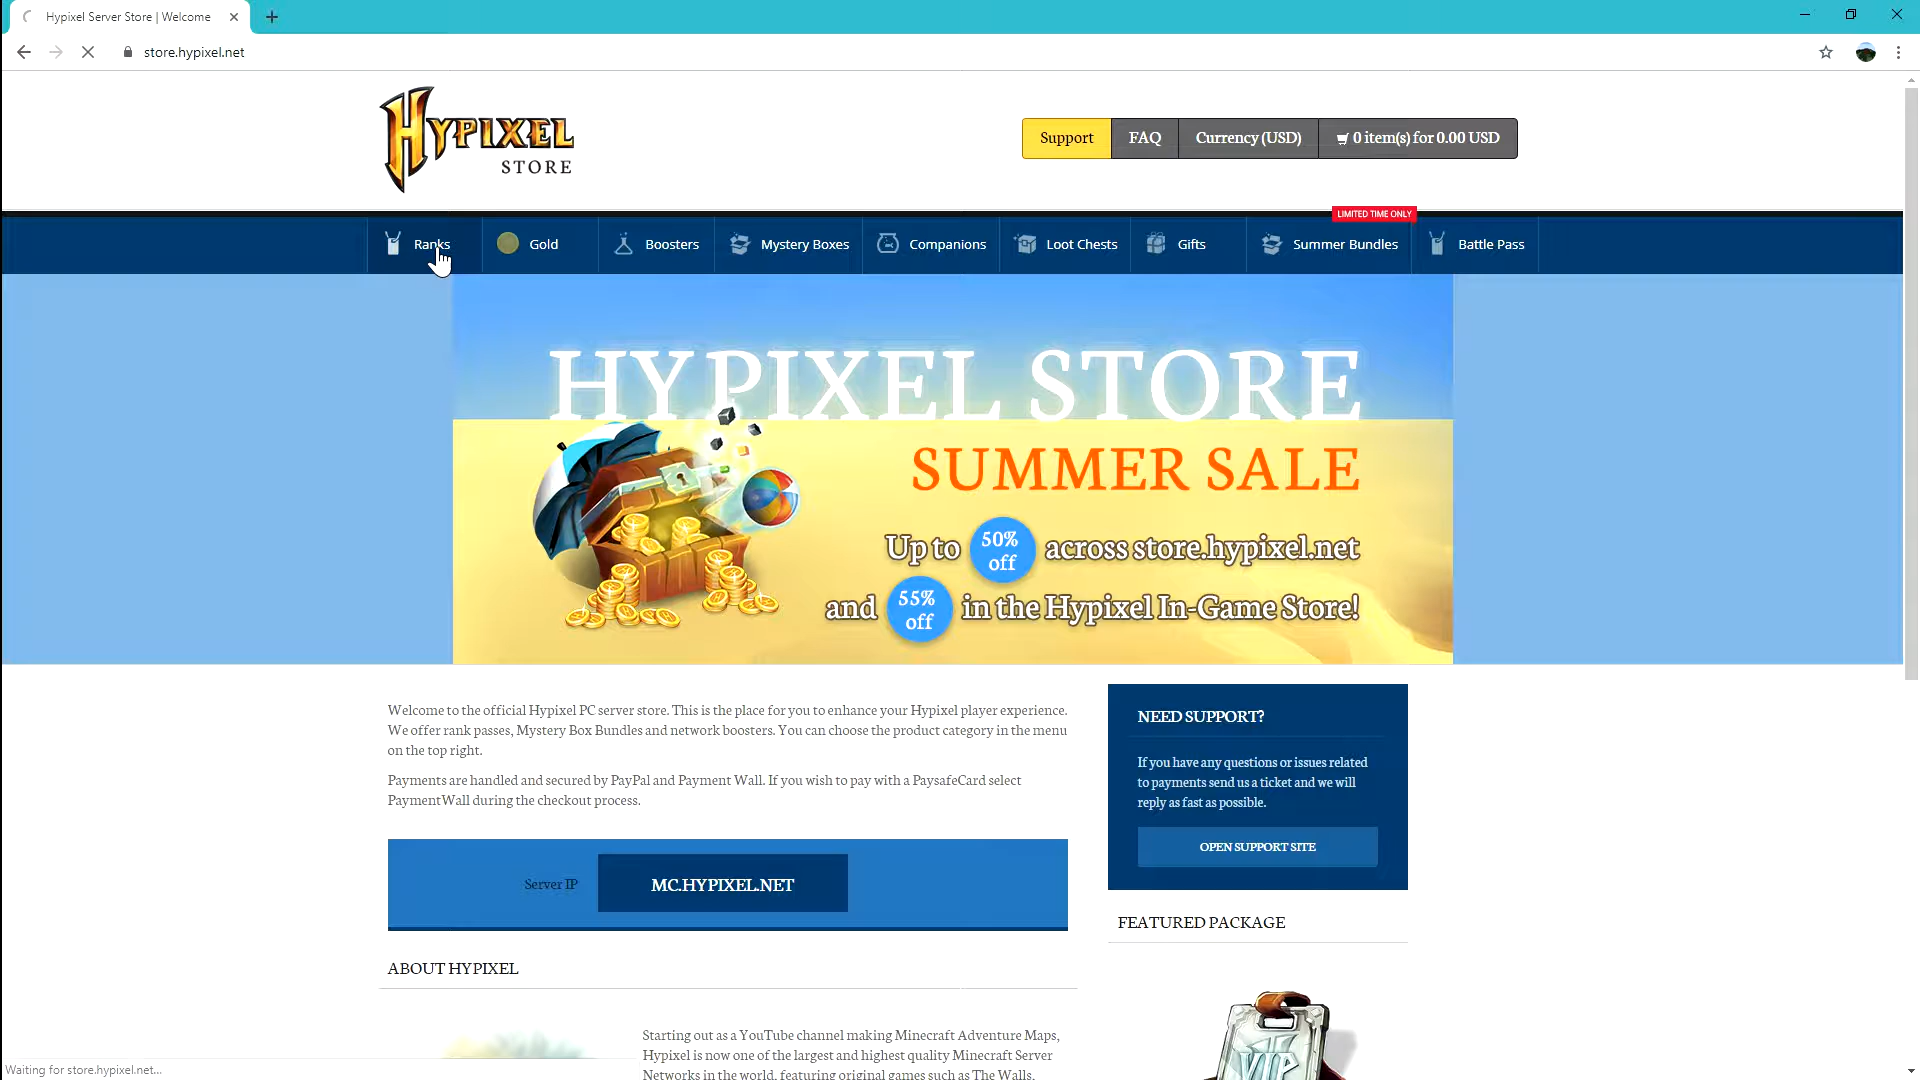 Hypixel Server Store | Welcome
store.hypixel.net
HYPIXEL
STORE
Support
FAQ
Currency (USD)
0 item(s) for 0.00 USD
LIMITED TIME ONLY
Ranks
Gold
Boosters
Mystery Boxes
Companions
Loot Chests
Gifts
Summer Bundles
Battle Pass
HYPIXEL STORE
SUMMER SALE
Up to 50% off across store.hypixel.net
and 55% off in the Hypixel In-Game Store!
Welcome to the official Hypixel PC server store. This is the place for you to enhance your Hypixel player experience.
We offer rank passes, Mystery Box Bundles and network boosters. You can choose the product category in the menu
on the top right.
Payments are handled and secured by PayPal and Payment Wall. If you wish to pay with a PaysafeCard select
PaymentWall during the checkout process.
Server IP
MC.HYPIXEL.NET
NEED SUPPORT?
If you have any questions or issues related
to payments send us a ticket and we will
reply as fast as possible.
OPEN SUPPORT SITE
FEATURED PACKAGE
VIP
ABOUT HYPIXEL
Starting out as a YouTube channel making Minecraft Adventure Maps,
Hypixel is now one of the largest and highest quality Minecraft Server
Networks in the world, featuring original games such as The Walls,
Waiting for store.hypixel.net...